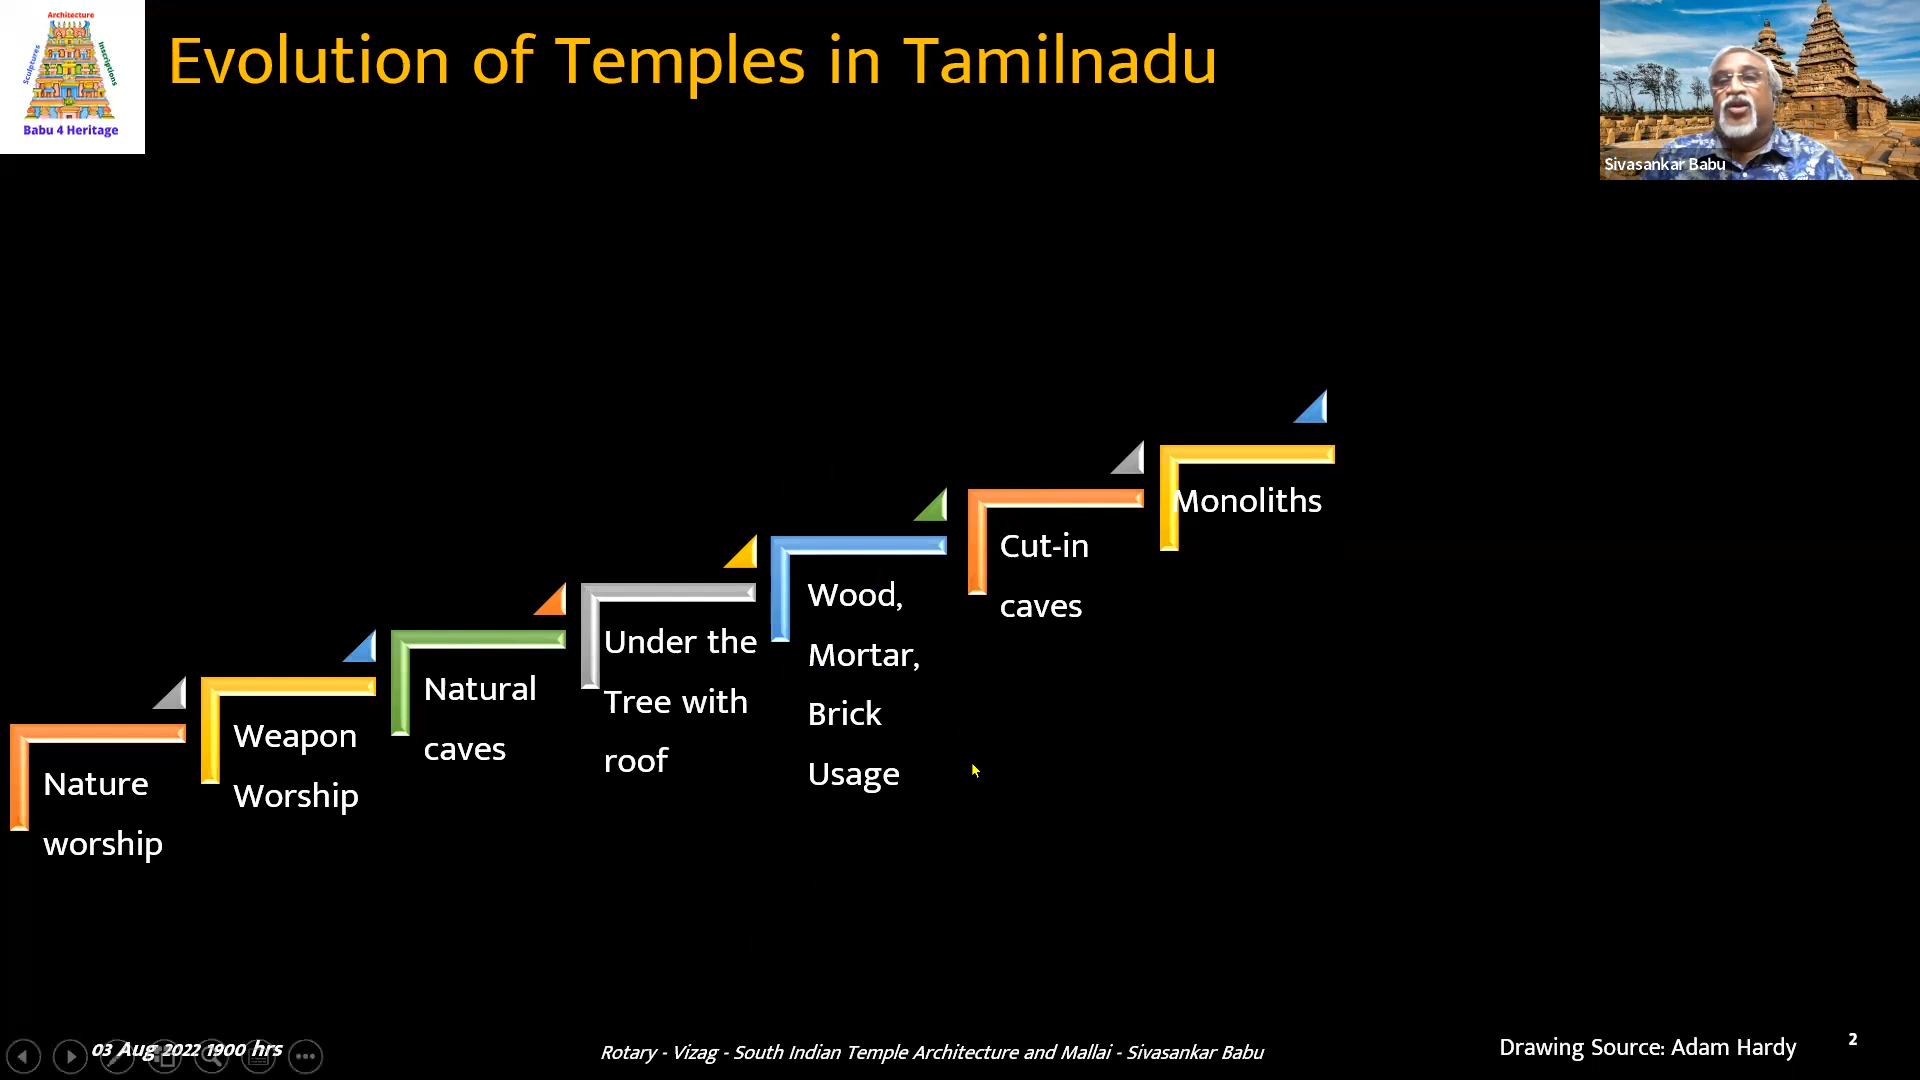 Architecture
Sculptures
Inscriptions
Babu 4 Heritage
Evolution of Temples in Tamilnadu
Sivasankar Babu
Nature
worship
Weapon
Worship
Natural
caves
Under the
Tree with
roof
Wood,
Mortar,
Brick
Usage
Cut-in
caves
Monoliths
03 Aug 2022 1900 hrs
Rotary - Vizag - South Indian Temple Architecture and Mallai - Sivasankar Babu
Drawing Source: Adam Hardy
2